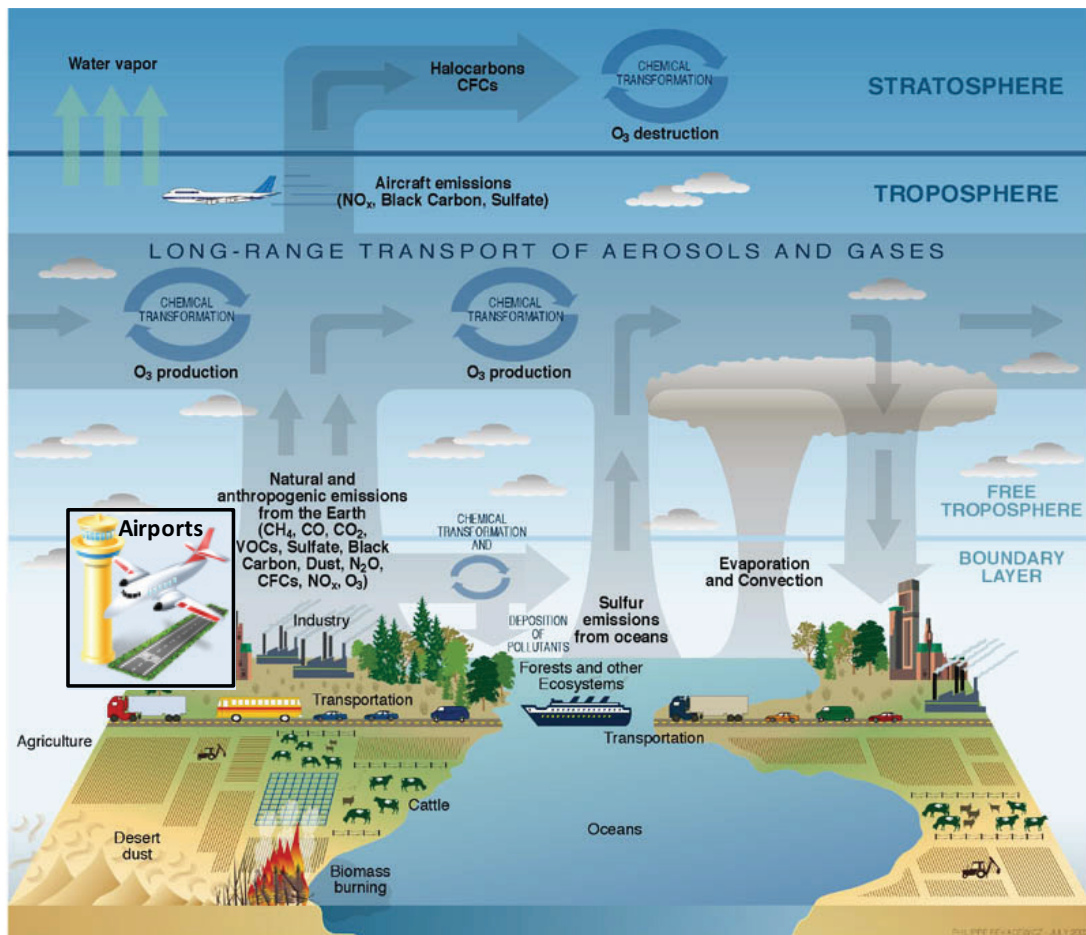 Water vapor
Halocarbons
CFCs
CHEMICAL
TRANSFORMATION
O₃ destruction
STRATOSPHERE
Aircraft emissions
(NOₓ, Black Carbon, Sulfate)
TROPOSPHERE
LONG-RANGE TRANSPORT OF AEROSOLS AND GASES
CHEMICAL
TRANSFORMATION
O₃ production
CHEMICAL
TRANSFORMATION
O₃ production
Natural and
anthropogenic emissions
from the Earth
(CH₄, CO, CO₂,
VOCs, Sulfate, Black
Carbon, Dust, N₂O,
CFCs, NOₓ, O₃)
FREE
TROPOSPHERE
Airports
CHEMICAL
TRANSFORMATION
AND
DEPOSITION
OF
POLLUTANTS
BOUNDARY
LAYER
Evaporation
and Convection
Sulfur
emissions
from oceans
Industry
Forests and other
Ecosystems
Transportation
Transportation
Agriculture
Cattle
Oceans
Desert
dust
Biomass
burning